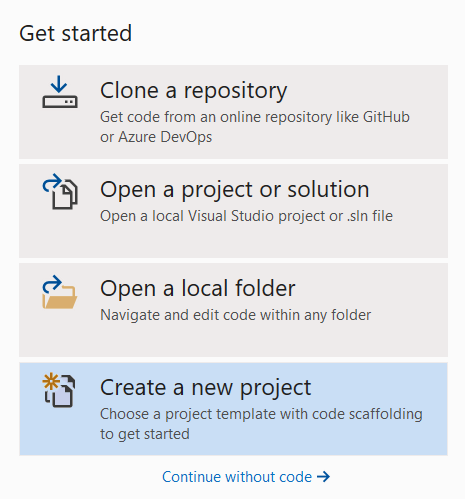 Get started
Clone a repository
Get code from an online repository like GitHub
or Azure DevOps
Open a project or solution
Open a local Visual Studio project or .sln file
Open a local folder
Navigate and edit code within any folder
Create a new project
Choose a project template with code scaffolding
to get started
Continue without code →